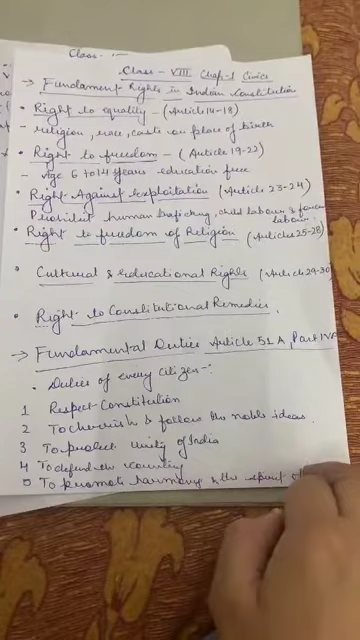 Class :-
Class - VIII Chap-1 Civics
→ Fundament Rights in Indian Constitution
• Right to equality - (Article 14-18)
- religion, race, caste or place of birth
• Right to freedom - (Article 19-22)
- Age 6 to 14 years education free
• Right Against exploitation (Article 23-24)
Prohibit human trafficking, child labour & forced
labour
• Right to freedom of Religion (Article 25-28)
• Cultural & educational Rights (Article 29-30)
• Right to Constitutional Remedies.
→ Fundamental Duties Article 51A, Part IVA
• Duties of every citizen -:
1 Respect Constitution
2 To cherish & follow the noble ideas.
3 To protect unity of India
4 To defend the country
5 To promote harmony & the spirit of